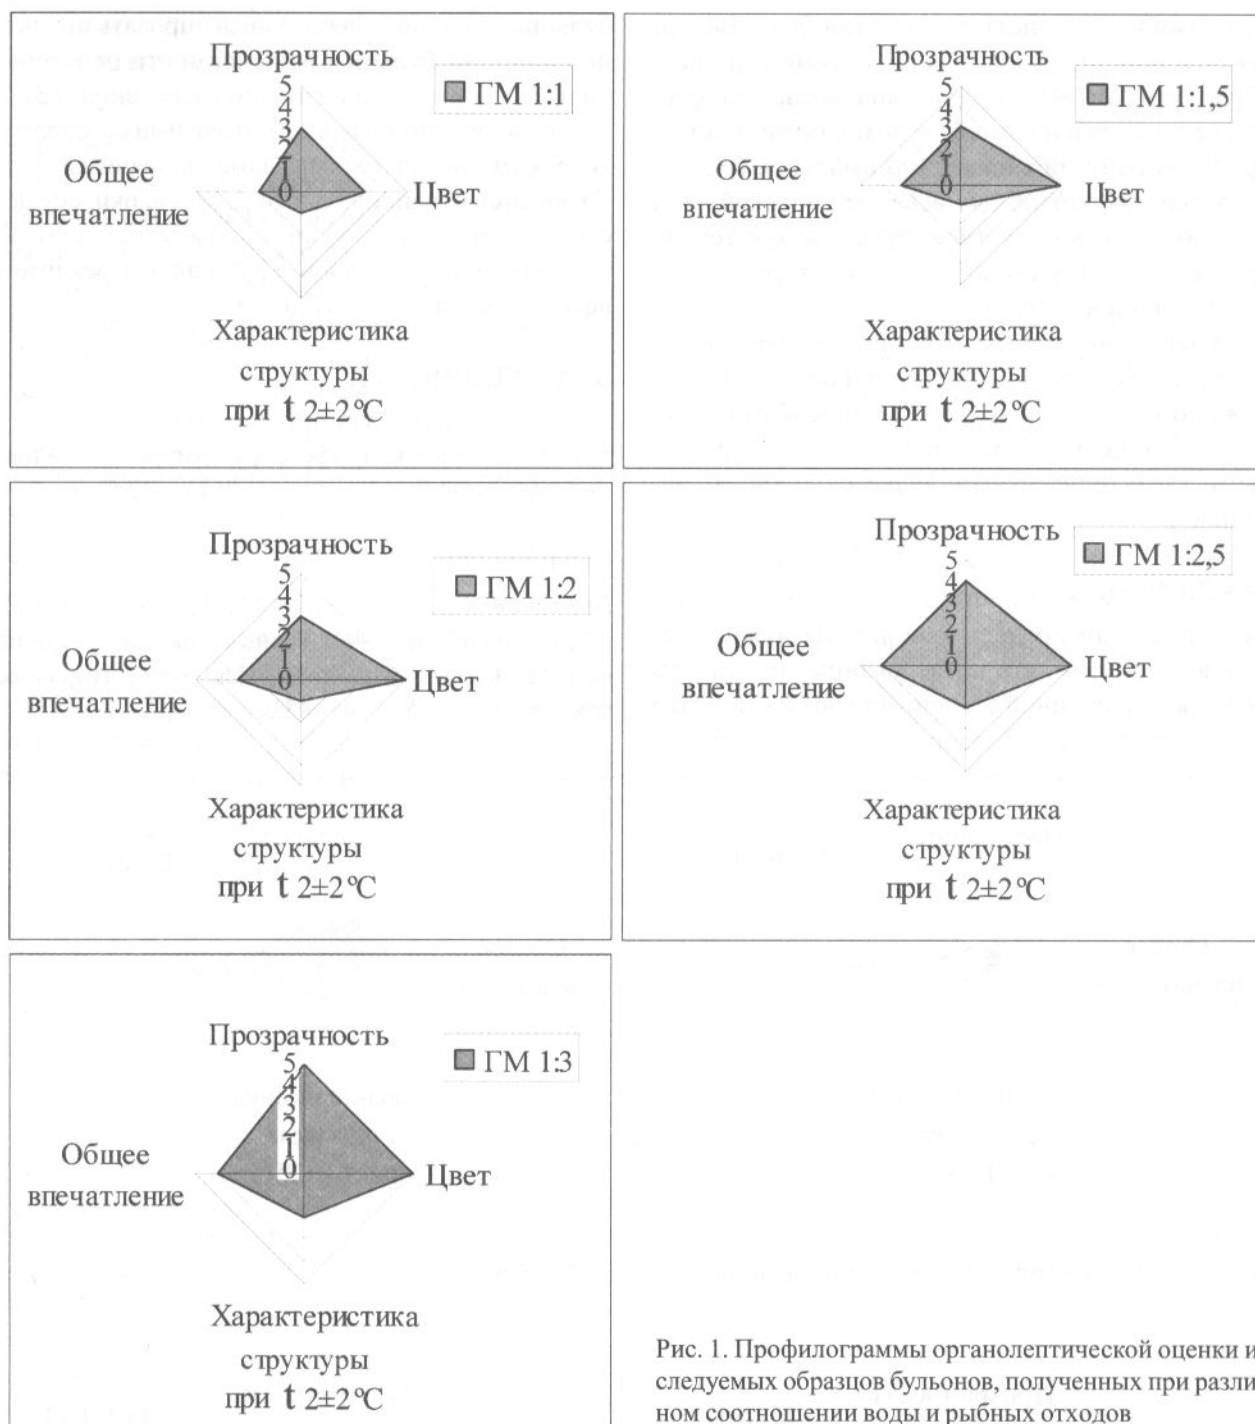 Прозрачность
5
4
3
2
1
0
ГМ 1:1
Общее
впечатление
Цвет
Характеристика
структуры
при t 2±2 °C
Прозрачность
5
4
3
2
1
0
ГМ 1:1,5
Общее
впечатление
Цвет
Характеристика
структуры
при t 2±2 °C
Прозрачность
5
4
3
2
1
0
ГМ 1:2
Общее
впечатление
Цвет
Характеристика
структуры
при t 2±2 °C
Прозрачность
5
4
3
2
1
0
ГМ 1:2,5
Общее
впечатление
Цвет
Характеристика
структуры
при t 2±2 °C
Прозрачность
5
4
3
2
1
0
ГМ 1:3
Общее
впечатление
Цвет
Характеристика
структуры
при t 2±2 °C
Рис. 1. Профилограммы органолептической оценки и
следуемых образцов бульонов, полученных при разли
ном соотношении воды и рыбных отходов